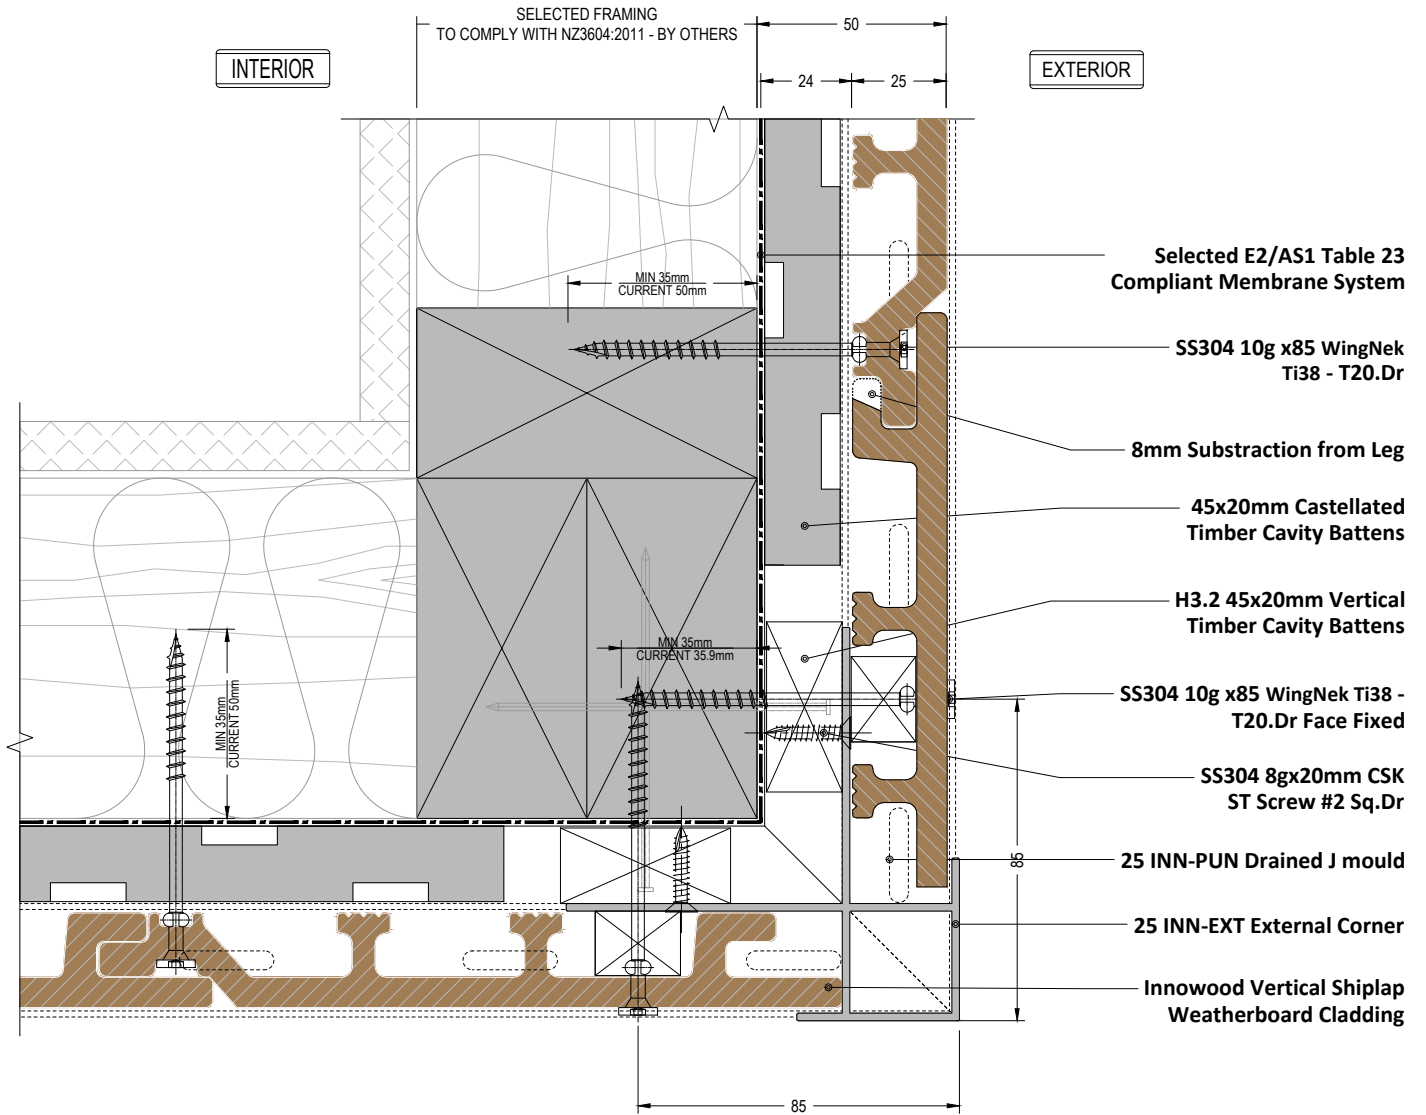 SELECTED FRAMING
TO COMPLY WITH NZ3604:2011 - BY OTHERS
50
INTERIOR
EXTERIOR
24
25
Selected E2/AS1 Table 23
Compliant Membrane System
MIN 35mm
CURRENT 50mm
SS304 10g x85 WingNek
Ti38 - T20.Dr
8mm Substraction from Leg
45x20mm Castellated
Timber Cavity Battens
H3.2 45x20mm Vertical
Timber Cavity Battens
MIN 35mm
CURRENT 35.9mm
MIN 35mm
CURRENT 50mm
SS304 10g x85 WingNek Ti38 -
T20.Dr Face Fixed
SS304 8gx20mm CSK
ST Screw #2 Sq.Dr
85
25 INN-PUN Drained J mould
25 INN-EXT External Corner
Innowood Vertical Shiplap
Weatherboard Cladding
85